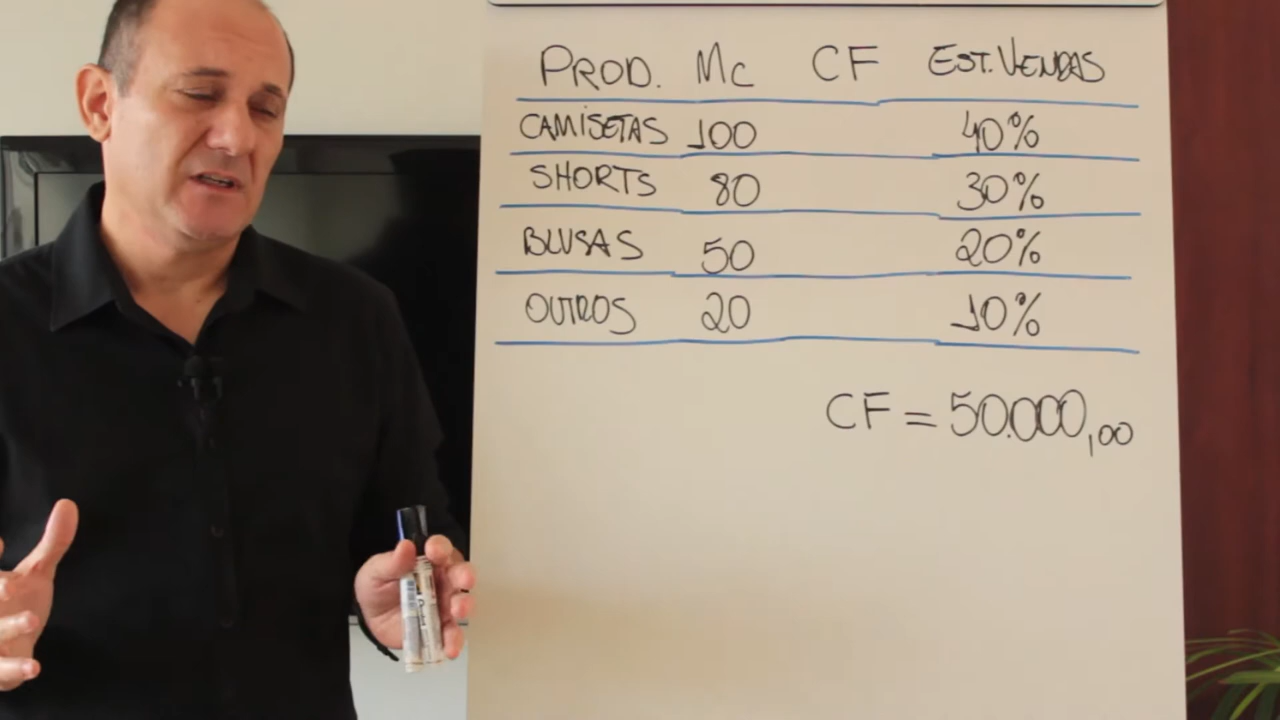 PROD. Mc CF EST. VENDAS
CAMISETAS 100 40%
SHORTS 80 30%
BLUSAS 50 20%
OUTROS 20 10%
CF = 50.000,00